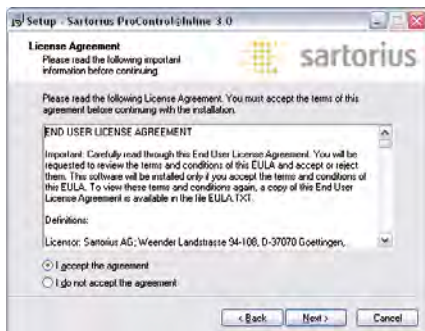 Setup - Sartorius ProControl@Inline 3.0
License Agreement
Please read the following important
information before continuing.
sartorius
Please read the following License Agreement. You must accept the terms of this
agreement before continuing with the installation.
END USER LICENSE AGREEMENT
Important: Carefully read through this End User License Agreement. You will be
requested to review the terms and conditions of this EULA and accept or reject
them. This software will be installed only if you accept the terms and conditions of
this EULA. To view these terms and conditions again, a copy of this End User
License Agreement is available in the file EULA.TXT.
Definitions:
Licensor: Sartorius AG; Weender Landstrasse 94-108, D-37070 Goettingen,
I accept the agreement
I do not accept the agreement
< Back
Next >
Cancel